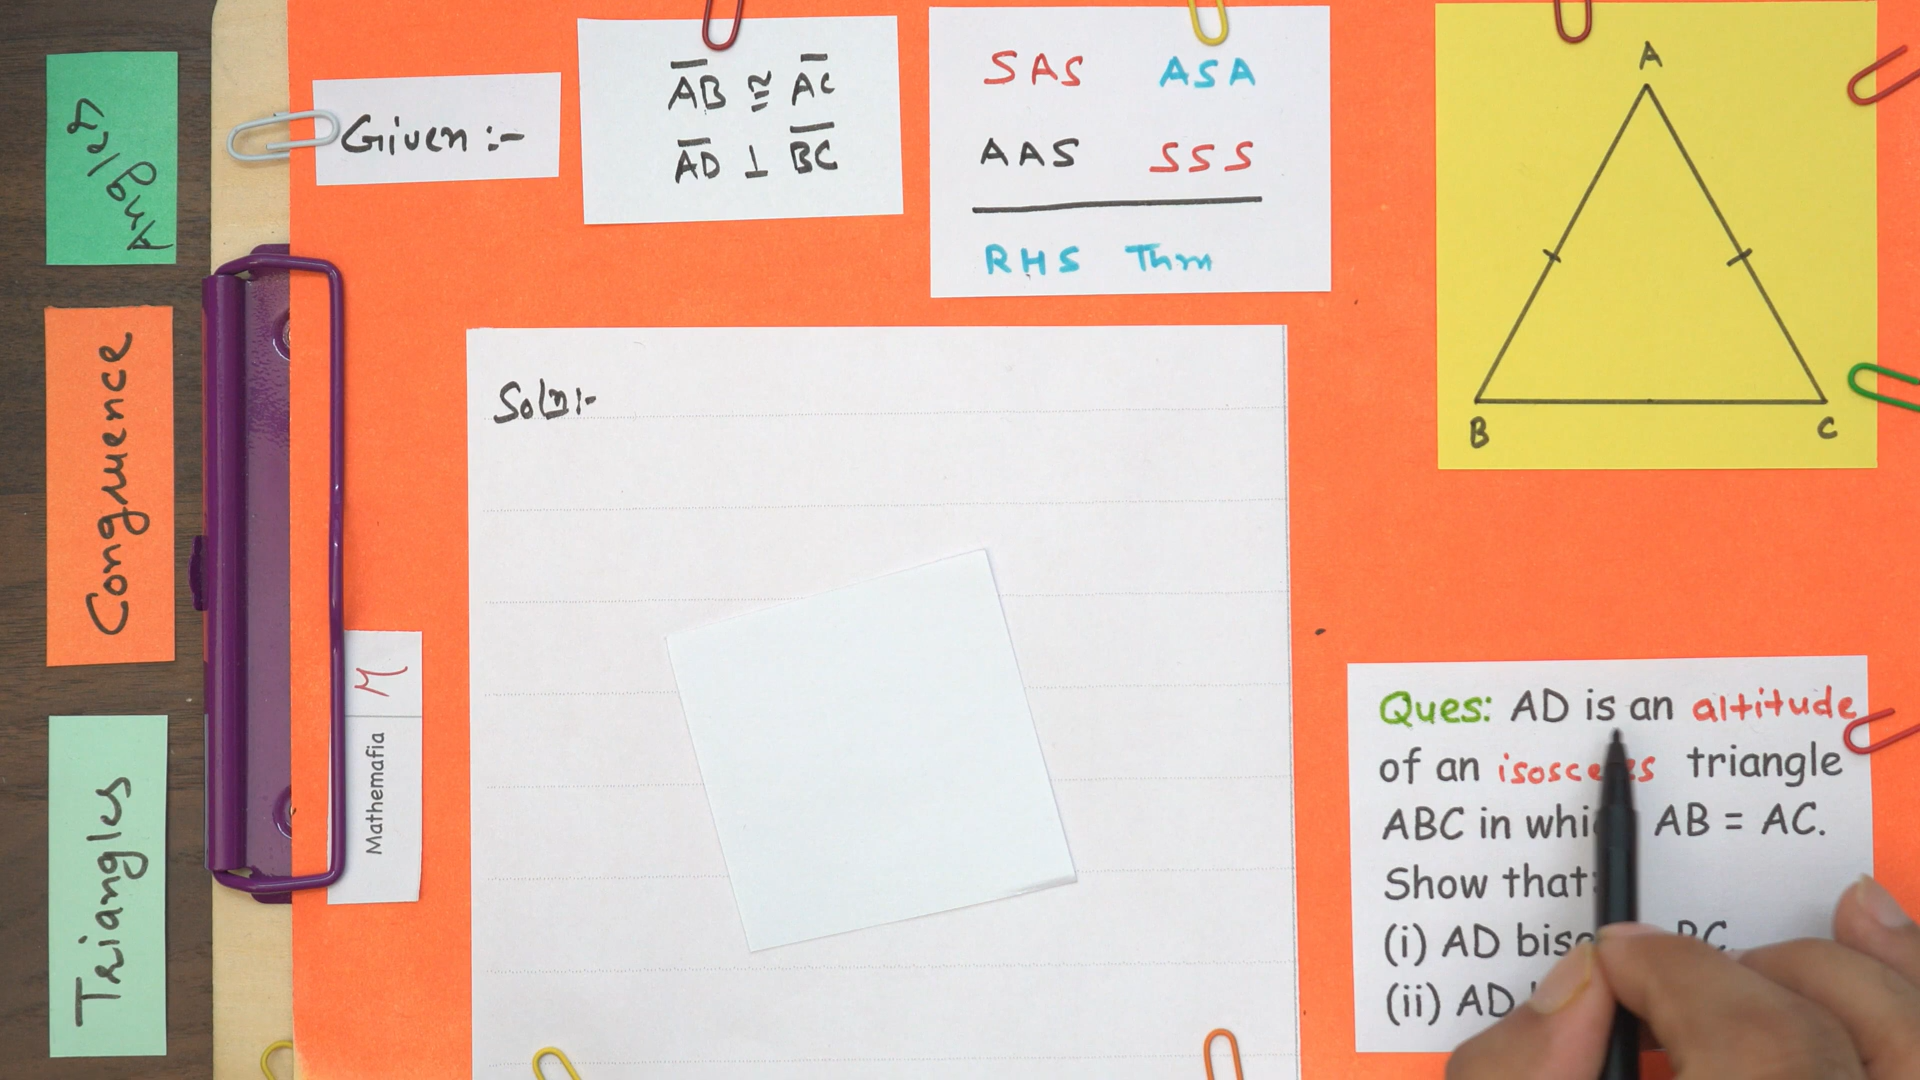 Angles
Congruence
Triangles
Given :-
AB ≅ AC
AD ⊥ BC
SAS ASA
AAS SSS
RHS Thm
A
B C
Soln:-
M
Mathemafia
Ques: AD is an altitude
of an triangle
ABC in AB = AC.
Show that
(i) AD BC
(ii) AD